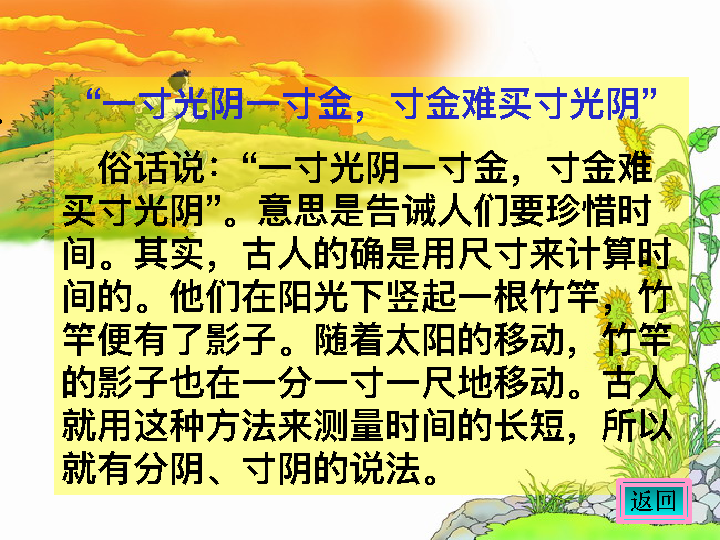 “一寸光阴一寸金，寸金难买寸光阴”
俗话说：“一寸光阴一寸金，寸金难
买寸光阴”。意思是告诫人们要珍惜时
间。其实，古人的确是用尺寸来计算时
间的。他们在阳光下竖起一根竹竿，竹
竿便有了影子。随着太阳的移动，竹竿
的影子也在一分一寸一尺地移动。古人
就用这种方法来测量时间的长短，所以
就有分阴、寸阴的说法。
返回